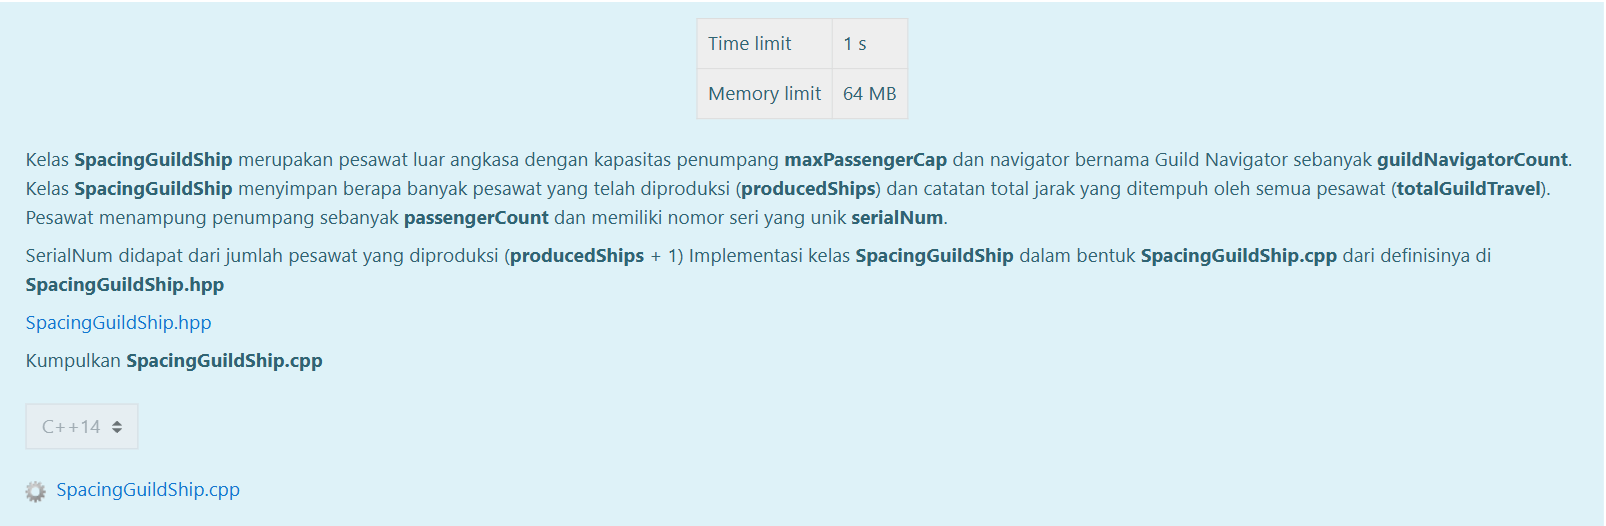 Time limit 1 s
Memory limit 64 MB
Kelas SpacingGuildShip merupakan pesawat luar angkasa dengan kapasitas penumpang maxPassengerCap dan navigator bernama Guild Navigator sebanyak guildNavigatorCount.
Kelas SpacingGuildShip menyimpan berapa banyak pesawat yang telah diproduksi (producedShips) dan catatan total jarak yang ditempuh oleh semua pesawat (totalGuildTravel).
Pesawat menampung penumpang sebanyak passengerCount dan memiliki nomor seri yang unik serialNum.
SerialNum didapat dari jumlah pesawat yang diproduksi (producedShips + 1) Implementasi kelas SpacingGuildShip dalam bentuk SpacingGuildShip.cpp dari definisinya di
SpacingGuildShip.hpp
SpacingGuildShip.hpp
Kumpulkan SpacingGuildShip.cpp
C++14
SpacingGuildShip.cpp